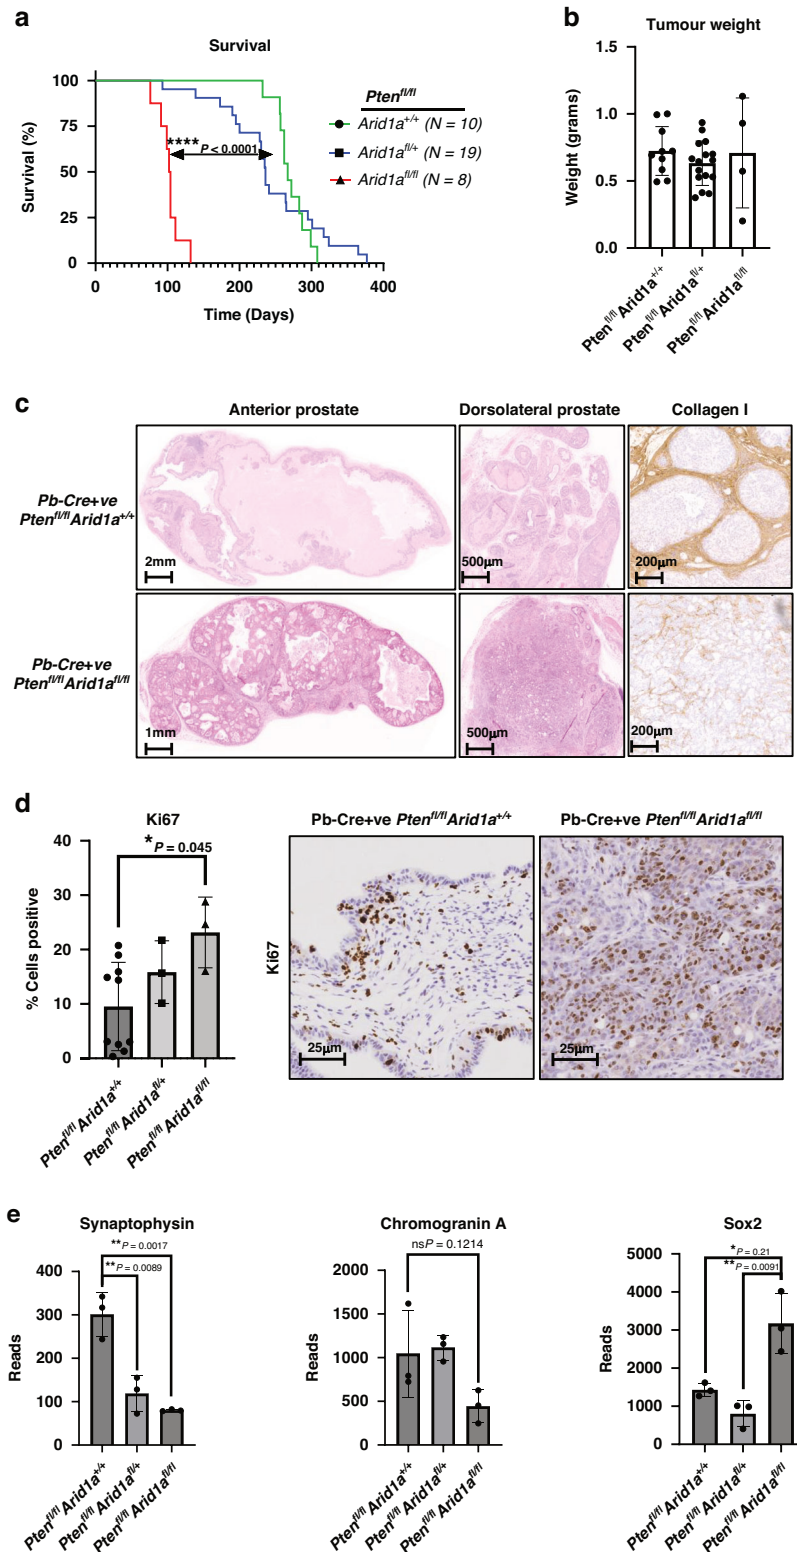 a
Survival
Survival (%)
100
75
50
25
0
0
100
200
300
400
Time (Days)
****
P < 0.0001
Pten^fl/fl
Arid1a^+/+ (N = 10)
Arid1a^fl/+ (N = 19)
Arid1a^fl/fl (N = 8)
b
Tumour weight
Weight (grams)
1.5
1.0
0.5
0.0
Pten^fl/fl Arid1a^+/+
Pten^fl/fl Arid1a^fl/+
Pten^fl/fl Arid1a^fl/fl
c
Anterior prostate
Dorsolateral prostate
Collagen I
Pb-Cre+ve
Pten^fl/fl Arid1a^+/+
2mm
500µm
200µm
Pb-Cre+ve
Pten^fl/fl Arid1a^fl/fl
1mm
500µm
200µm
d
Ki67
% Cells positive
40
30
20
10
0
* P = 0.045
Pten^fl/fl Arid1a^+/+
Pten^fl/fl Arid1a^fl/+
Pten^fl/fl Arid1a^fl/fl
Pb-Cre+ve Pten^fl/fl Arid1a^+/+
Pb-Cre+ve Pten^fl/fl Arid1a^fl/fl
Ki67
25µm
25µm
e
Synaptophysin
Reads
400
300
200
100
0
** P = 0.0017
** P = 0.0089
Pten^fl/fl Arid1a^+/+
Pten^fl/fl Arid1a^fl/+
Pten^fl/fl Arid1a^fl/fl
Chromogranin A
Reads
2000
1500
1000
500
0
nsP = 0.1214
Pten^fl/fl Arid1a^+/+
Pten^fl/fl Arid1a^fl/+
Pten^fl/fl Arid1a^fl/fl
Sox2
Reads
5000
4000
3000
2000
1000
0
* P = 0.21
** P = 0.0091
Pten^fl/fl Arid1a^+/+
Pten^fl/fl Arid1a^fl/+
Pten^fl/fl Arid1a^fl/fl